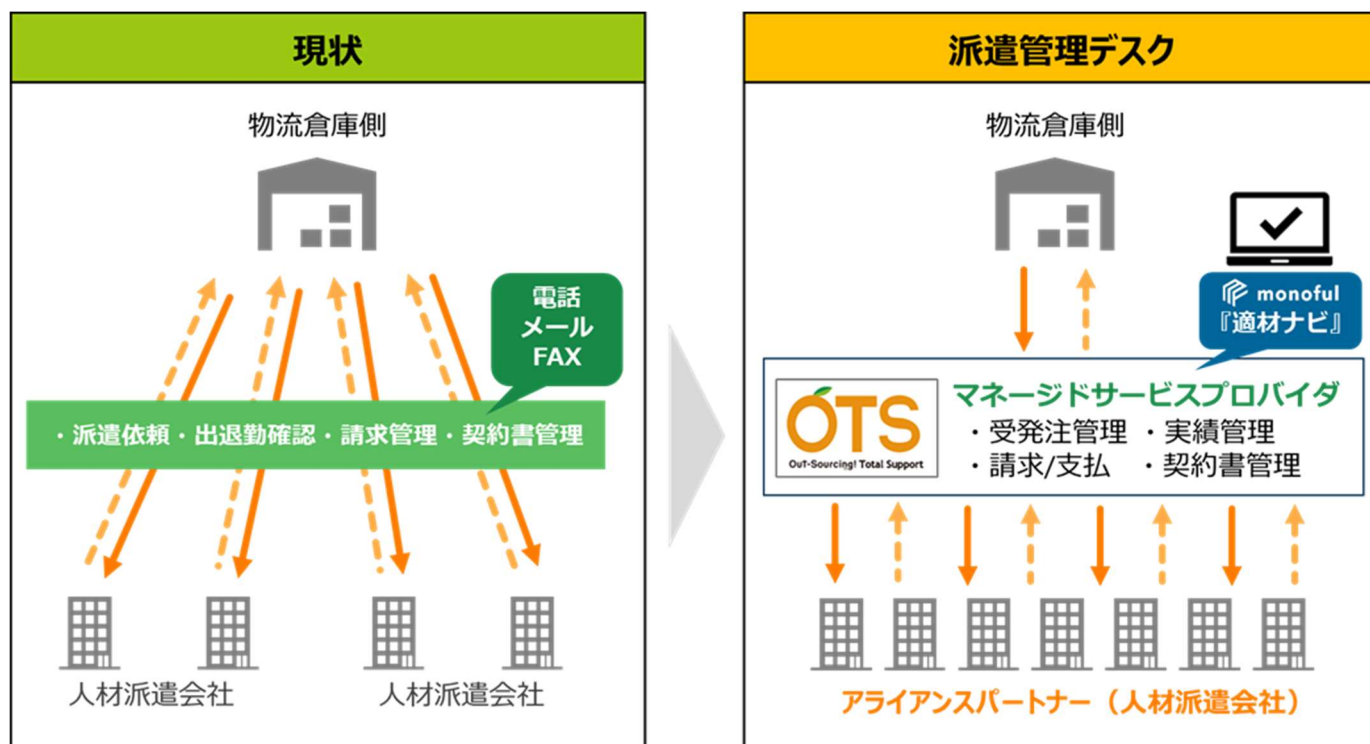 現状
物流倉庫側
電話
メール
FAX
・派遣依頼・出退勤確認・請求管理・契約書管理
人材派遣会社
人材派遣会社
派遣管理デスク
物流倉庫側
monoful
『適材ナビ』
OTS
OuT-Sourcing! Total Support
マネージドサービスプロバイダ
・受発注管理 ・実績管理
・請求/支払 ・契約書管理
アライアンスパートナー（人材派遣会社）